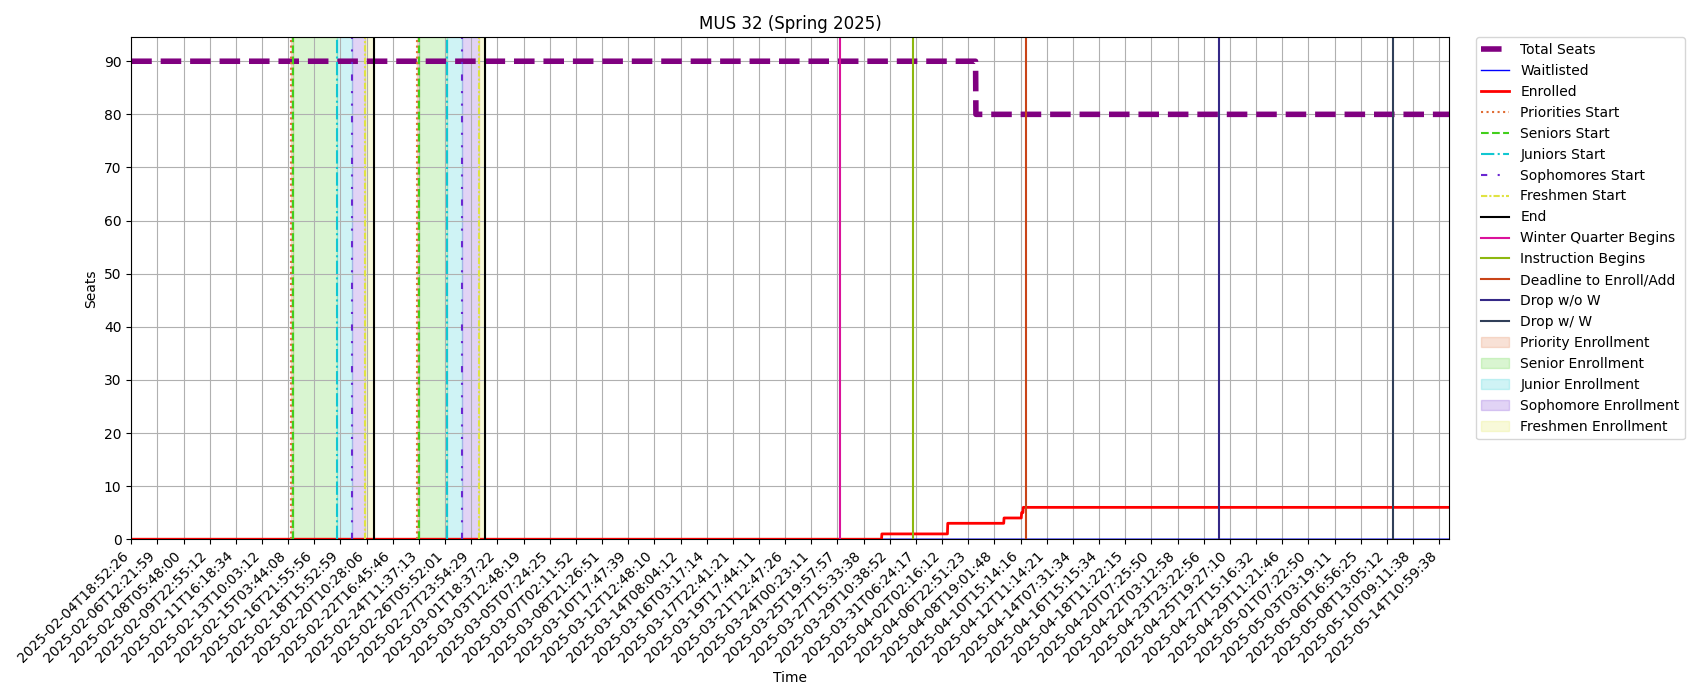 MUS 32 (Spring 2025)
Seats
90
80
70
60
50
40
30
20
10
0
2025-02-04T18:52:26
2025-02-06T12:21:59
2025-02-08T05:48:00
2025-02-09T22:55:12
2025-02-11T16:18:34
2025-02-13T10:03:12
2025-02-15T03:44:08
2025-02-16T21:55:56
2025-02-18T15:52:59
2025-02-20T10:28:06
2025-02-22T16:45:46
2025-02-24T11:37:13
2025-02-26T05:52:01
2025-02-27T23:54:29
2025-03-01T18:37:22
2025-03-03T12:48:19
2025-03-05T07:24:25
2025-03-07T02:11:52
2025-03-08T21:26:51
2025-03-10T17:47:39
2025-03-12T12:48:10
2025-03-14T08:04:12
2025-03-16T03:17:14
2025-03-17T22:41:21
2025-03-19T17:44:11
2025-03-21T12:47:26
2025-03-24T00:23:11
2025-03-25T19:57:57
2025-03-27T15:33:38
2025-03-29T10:38:52
2025-03-31T06:24:17
2025-04-02T02:16:12
2025-04-06T22:51:23
2025-04-08T19:01:48
2025-04-10T15:14:16
2025-04-12T11:14:21
2025-04-14T07:31:34
2025-04-16T15:15:34
2025-04-18T11:22:15
2025-04-20T07:25:50
2025-04-22T03:12:58
2025-04-23T23:22:56
2025-04-25T19:27:10
2025-04-27T15:16:32
2025-04-29T11:21:46
2025-05-01T07:22:50
2025-05-03T03:19:11
2025-05-06T16:56:25
2025-05-08T13:05:12
2025-05-10T09:11:38
2025-05-14T10:59:38
Time
Total Seats
Waitlisted
Enrolled
Priorities Start
Seniors Start
Juniors Start
Sophomores Start
Freshmen Start
End
Winter Quarter Begins
Instruction Begins
Deadline to Enroll/Add
Drop w/o W
Drop w/ W
Priority Enrollment
Senior Enrollment
Junior Enrollment
Sophomore Enrollment
Freshmen Enrollment